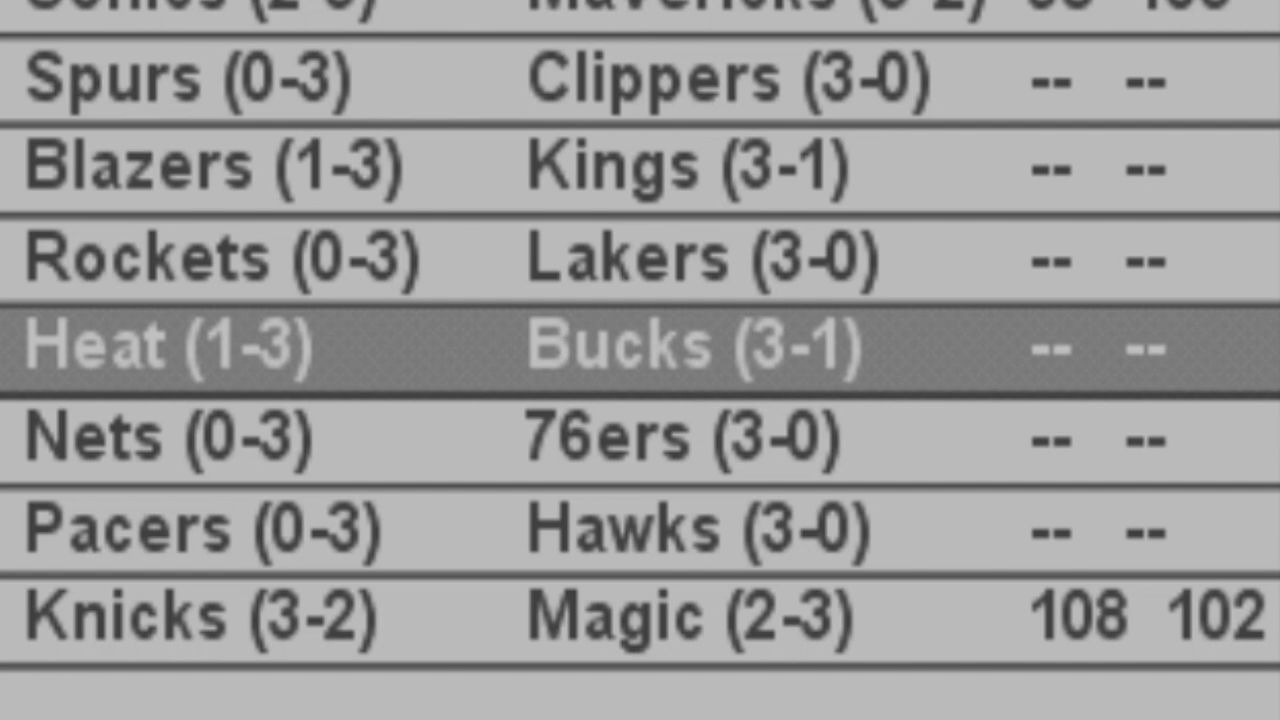 Mavericks
Spurs (0-3) Clippers (3-0) -- --
Blazers (1-3) Kings (3-1) -- --
Rockets (0-3) Lakers (3-0) -- --
Heat (1-3) Bucks (3-1) -- --
Nets (0-3) 76ers (3-0) -- --
Pacers (0-3) Hawks (3-0) -- --
Knicks (3-2) Magic (2-3) 108 102